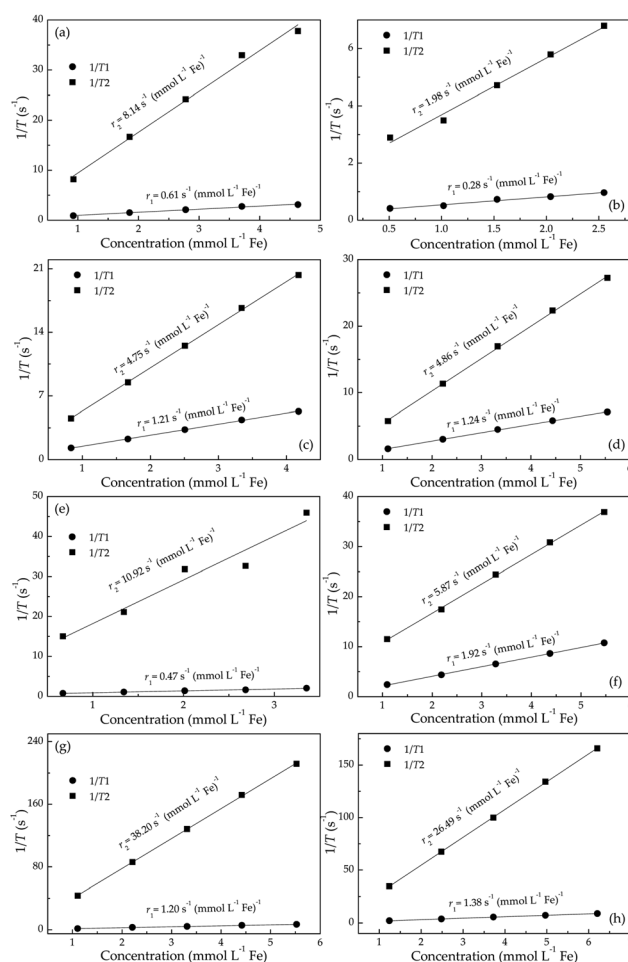 (a)
1/T1
1/T2
r₂= 8.14 s⁻¹ (mmol L⁻¹ Fe)⁻¹
r₁= 0.61 s⁻¹ (mmol L⁻¹ Fe)⁻¹
1/T (s⁻¹)
40
30
20
10
0
1 2 3 4 5
Concentration (mmol L⁻¹ Fe)
1/T1
1/T2
r₂= 1.98 s⁻¹ (mmol L⁻¹ Fe)⁻¹
r₁= 0.28 s⁻¹ (mmol L⁻¹ Fe)⁻¹
(b)
1/T (s⁻¹)
6
4
2
0
0.5 1.0 1.5 2.0 2.5
Concentration (mmol L⁻¹ Fe)
1/T1
1/T2
r₂= 4.75 s⁻¹ (mmol L⁻¹ Fe)⁻¹
r₁= 1.21 s⁻¹ (mmol L⁻¹ Fe)⁻¹
(c)
1/T (s⁻¹)
21
14
7
0
1 2 3 4
Concentration (mmol L⁻¹ Fe)
1/T1
1/T2
r₂= 4.86 s⁻¹ (mmol L⁻¹ Fe)⁻¹
r₁= 1.24 s⁻¹ (mmol L⁻¹ Fe)⁻¹
(d)
1/T (s⁻¹)
30
20
10
0
1 2 3 4 5 6
Concentration (mmol L⁻¹ Fe)
(e)
1/T1
1/T2
r₂= 10.92 s⁻¹ (mmol L⁻¹ Fe)⁻¹
r₁= 0.47 s⁻¹ (mmol L⁻¹ Fe)⁻¹
1/T (s⁻¹)
50
40
30
20
10
0
1 2 3
Concentration (mmol L⁻¹ Fe)
1/T1
1/T2
r₂= 5.87 s⁻¹ (mmol L⁻¹ Fe)⁻¹
r₁= 1.92 s⁻¹ (mmol L⁻¹ Fe)⁻¹
(f)
1/T (s⁻¹)
40
30
20
10
0
1 2 3 4 5
Concentration (mmol L⁻¹ Fe)
(g)
1/T1
1/T2
r₂= 38.20 s⁻¹ (mmol L⁻¹ Fe)⁻¹
r₁= 1.20 s⁻¹ (mmol L⁻¹ Fe)⁻¹
1/T (s⁻¹)
240
160
80
0
1 2 3 4 5 6
Concentration (mmol L⁻¹ Fe)
1/T1
1/T2
r₂= 26.49 s⁻¹ (mmol L⁻¹ Fe)⁻¹
r₁= 1.38 s⁻¹ (mmol L⁻¹ Fe)⁻¹
(h)
1/T (s⁻¹)
150
100
50
0
1 2 3 4 5 6
Concentration (mmol L⁻¹ Fe)